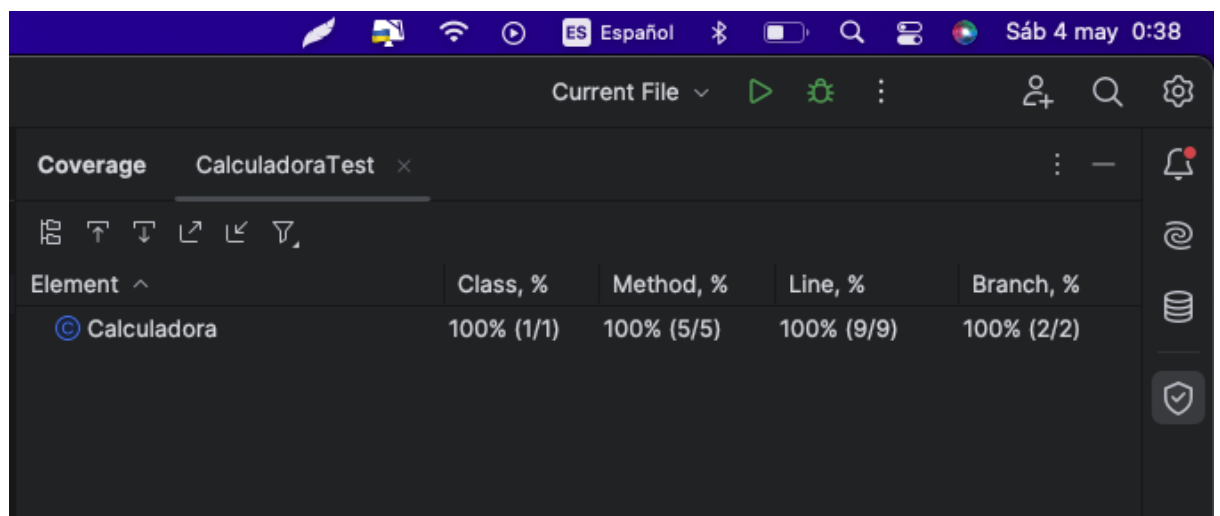 ES Español Sáb 4 may 0:38
Current File
Coverage CalculadoraTest
Element Class, % Method, % Line, % Branch, %
C Calculadora 100% (1/1) 100% (5/5) 100% (9/9) 100% (2/2)